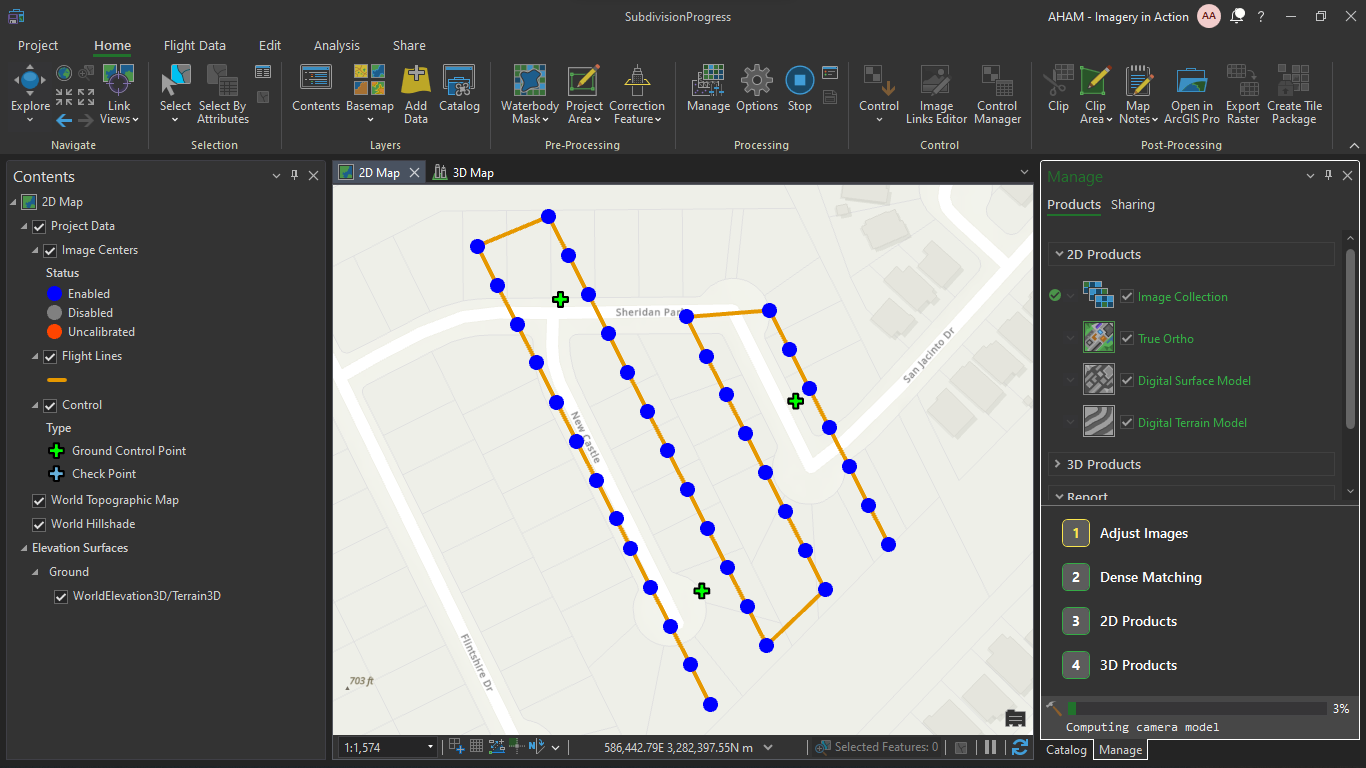 SubdivisionProgress
AHAM - Imagery in Action
AA
?
Project
Home
Flight Data
Edit
Analysis
Share
Explore
Link
Views
Navigate
Select
Select By
Attributes
Selection
Contents
Basemap
Add
Data
Catalog
Layers
Waterbody
Mask
Project
Area
Correction
Feature
Pre-Processing
Manage
Options
Stop
Processing
Control
Image
Links Editor
Control
Manager
Control
Clip
Clip
Area
Map
Notes
Open in
ArcGIS Pro
Export
Raster
Create Tile
Package
Post-Processing
Contents
2D Map
Project Data
Image Centers
Status
Enabled
Disabled
Uncalibrated
Flight Lines
Control
Type
Ground Control Point
Check Point
World Topographic Map
World Hillshade
Elevation Surfaces
Ground
WorldElevation3D/Terrain3D
2D Map
3D Map
Sheridan Park
San Jacinto Dr
New Castle
Flintshire Dr
703 ft
1:1,574
586,442.79E 3,282,397.55N m
Selected Features: 0
Manage
Products
Sharing
2D Products
Image Collection
True Ortho
Digital Surface Model
Digital Terrain Model
3D Products
Report
1 Adjust Images
2 Dense Matching
3 2D Products
4 3D Products
3%
Computing camera model
Catalog
Manage